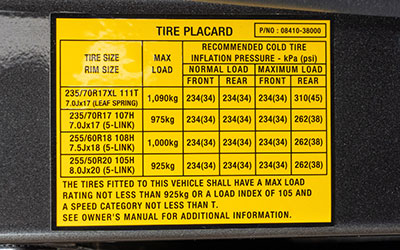 TIRE PLACARD P/NO : 08410-38000
TIRE SIZE RIM SIZE MAX LOAD RECOMMENDED COLD TIRE INFLATION PRESSURE - kPa (psi)
NORMAL LOAD MAXIMUM LOAD
FRONT REAR FRONT REAR
235/70R17XL 111T 7.0Jx17 (LEAF SPRING) 1,090kg 234(34) 234(34) 234(34) 310(45)
235/70R17 107H 7.0Jx17 (5-LINK) 975kg 234(34) 234(34) 234(34) 262(38)
255/60R18 108H 7.5Jx18 (5-LINK) 1,000kg 234(34) 234(34) 234(34) 262(38)
255/50R20 105H 8.0Jx20 (5-LINK) 925kg 234(34) 234(34) 234(34) 262(38)
THE TIRES FITTED TO THIS VEHICLE SHALL HAVE A MAX LOAD
RATING NOT LESS THAN 925kg OR A LOAD INDEX OF 105 AND
A SPEED CATEGORY NOT LESS THAN T.
SEE OWNER'S MANUAL FOR ADDITIONAL INFORMATION.